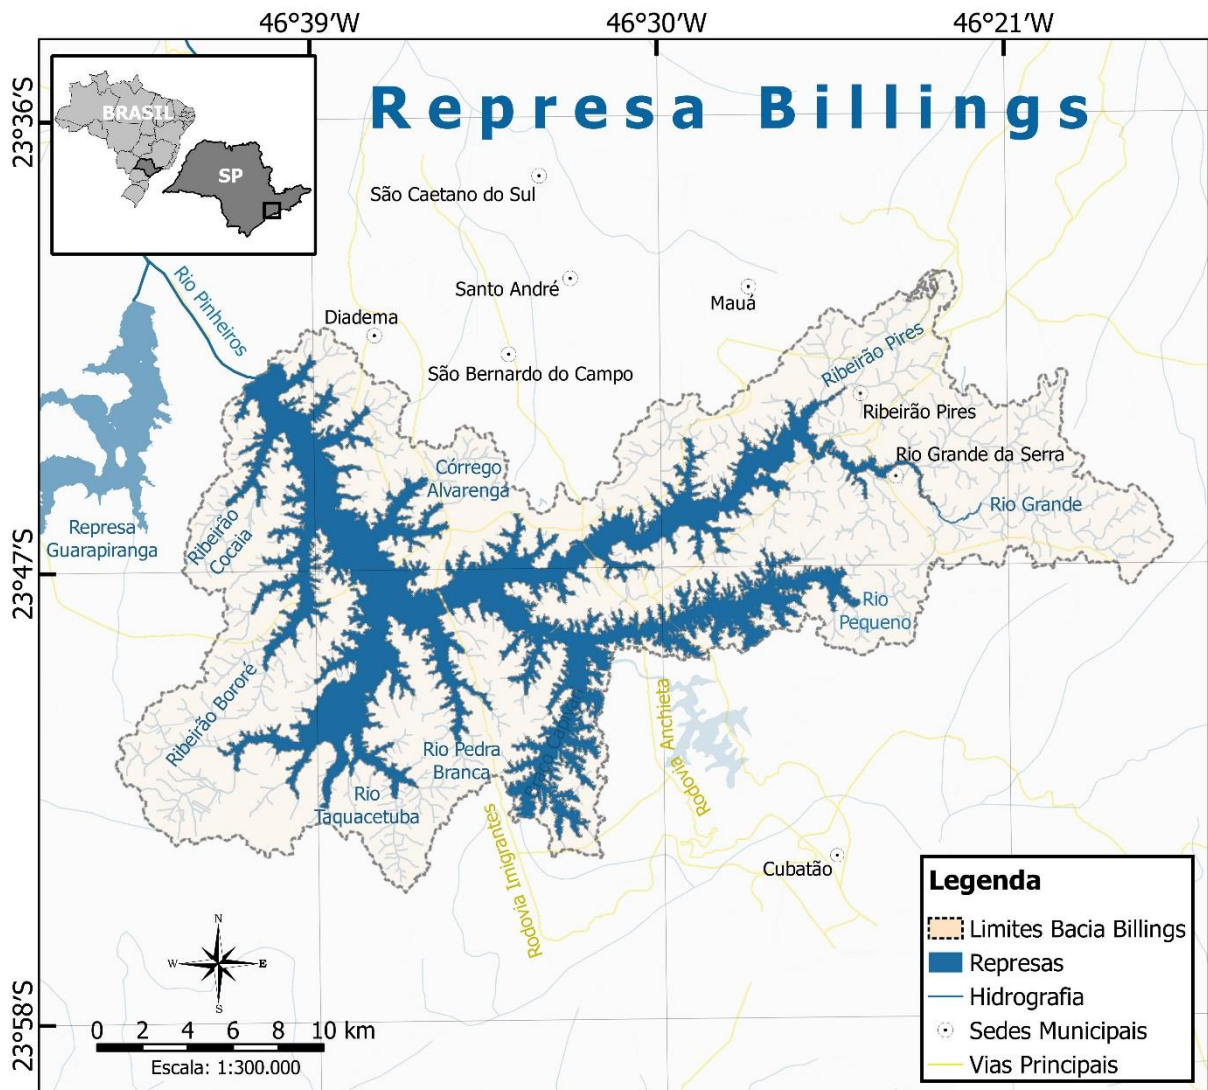 46°39′W
46°30′W
46°21′W
23°36′S
23°47′S
23°58′S
BRASIL
SP
Represa Billings
São Caetano do Sul
Santo André
Mauá
Diadema
São Bernardo do Campo
Rio Pinheiros
Ribeirão Pires
Ribeirão Pires
Rio Grande da Serra
Rio Grande
Córrego
Alvarenga
Represa
Guarapiranga
Ribeirão
Cocaia
Rio
Pequeno
Ribeirão Bororé
Rio Pedra
Branca
Rio
Taquacetuba
Rodovia Anchieta
Rodovia Imigrantes
Cubatão
N
W
E
S
0 2 4 6 8 10 km
Escala: 1:300.000
Legenda
Limites Bacia Billings
Represas
Hidrografia
Sedes Municipais
Vias Principais